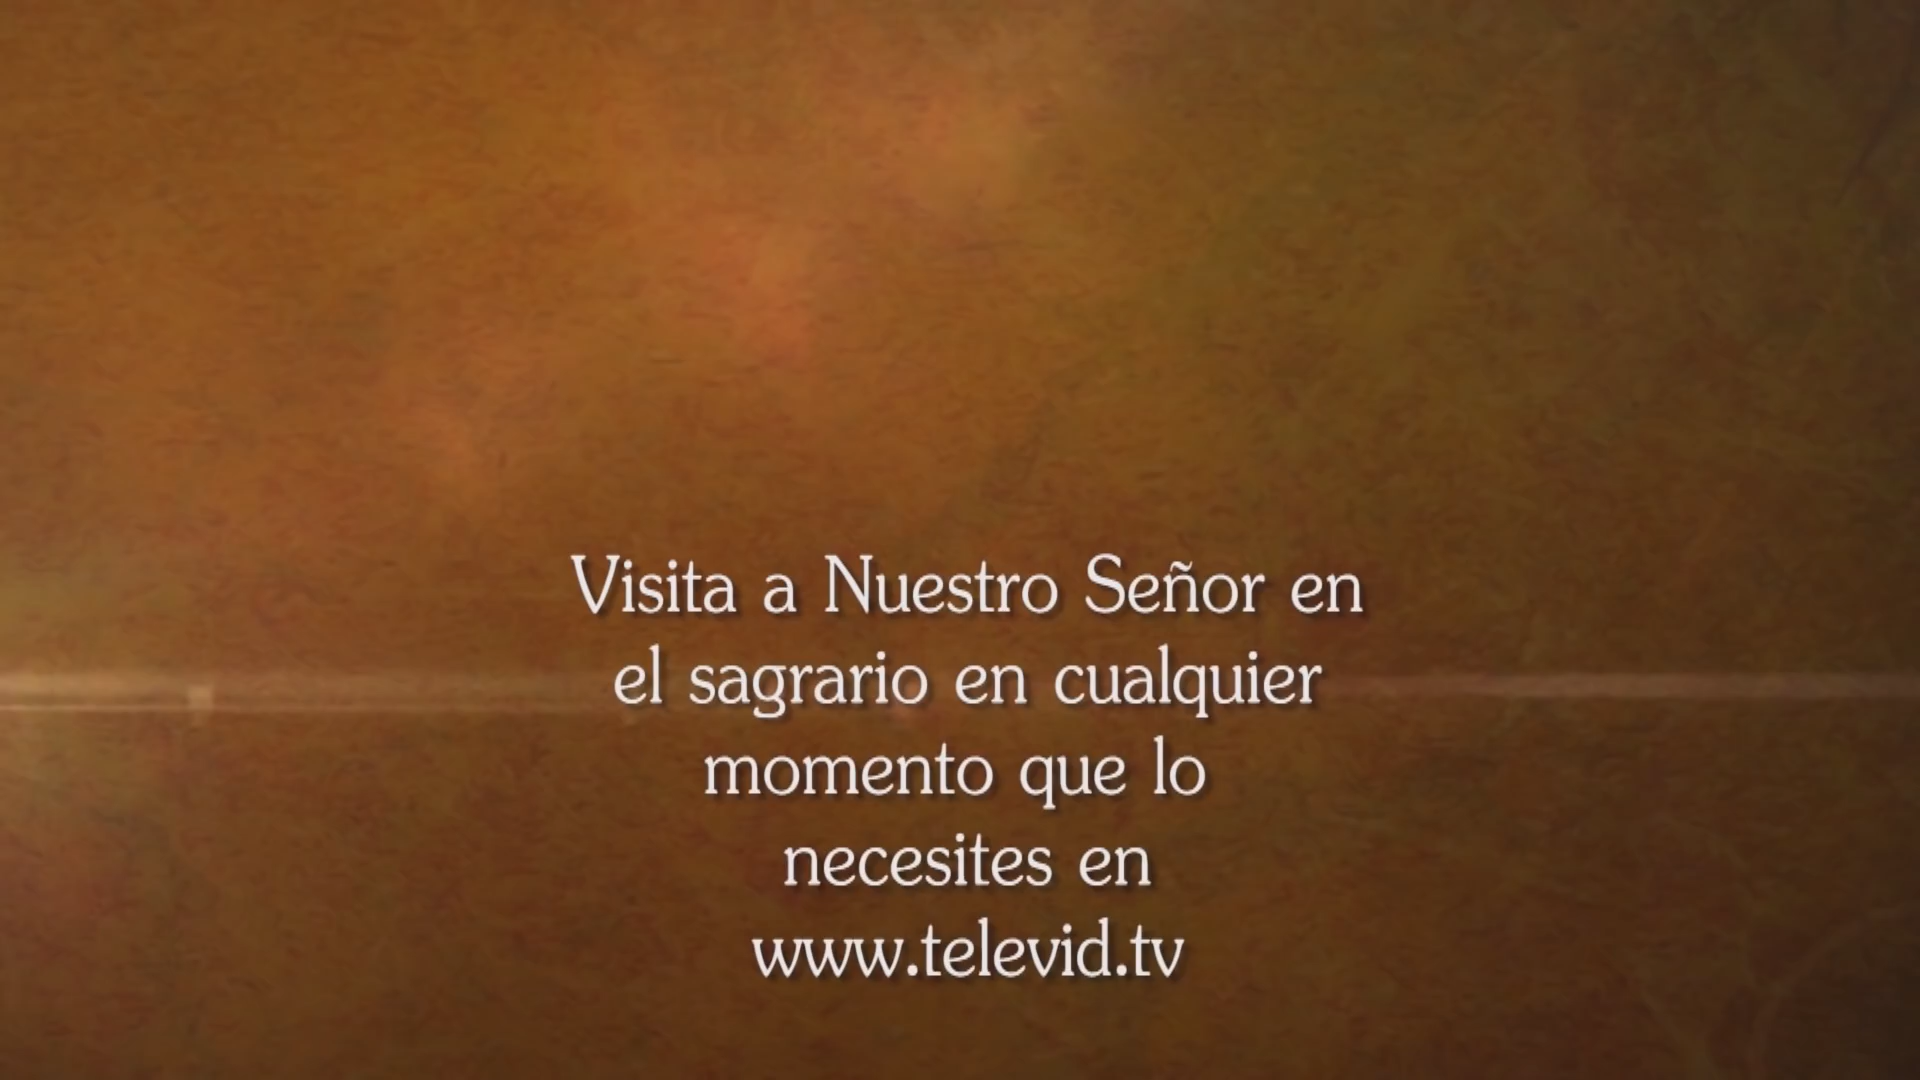 Visita a Nuestro Señor en
el sagrario en cualquier
momento que lo
necesites en
www.televid.tv